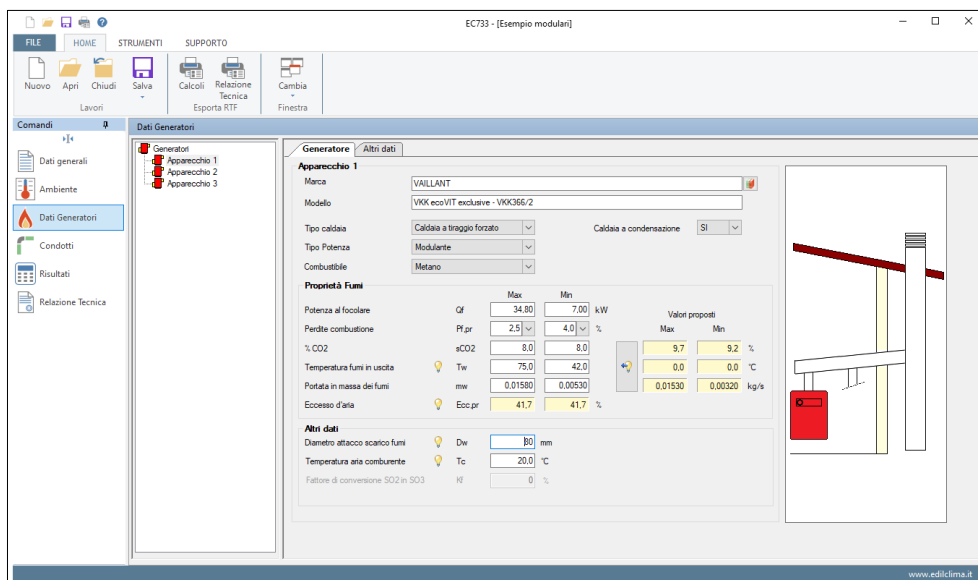 EC733 - [Esempio modulari]
FILE HOME STRUMENTI SUPPORTO
Nuovo Apri Chiudi Salva Calcoli Relazione Tecnica Cambia
Lavori Esporta RTF Finestra
Comandi
Dati generali
Ambiente
Dati Generatori
Condotti
Risultati
Relazione Tecnica
Dati Generatori
Generatori
Apparecchio 1
Apparecchio 2
Apparecchio 3
Generatore Altri dati
Apparecchio 1
Marca VAILLANT
Modello VKK ecoVIT exclusive - VKK366/2
Tipo caldaia Caldaia a tiraggio forzato Caldaia a condensazione SI
Tipo Potenza Modulante
Combustibile Metano
Proprietà Fumi
Max Min
Potenza al focolare Qf 34,80 7,00 kW Valori proposti
Perdite combustione Pf,pr 2,5 4,0 % Max Min
% CO2 sCO2 8,0 8,0 9,7 9,2 %
Temperatura fumi in uscita Tw 75,0 42,0 0,0 0,0 °C
Portata in massa dei fumi mw 0,01580 0,00530 0,01530 0,00320 kg/s
Eccesso d'aria Ecc,pr 41,7 41,7 %
Altri dati
Diametro attacco scarico fumi Dw 80 mm
Temperatura aria comburente Tc 20,0 °C
Fattore di conversione SO2 in SO3 Kf 0 %
www.edilclima.it